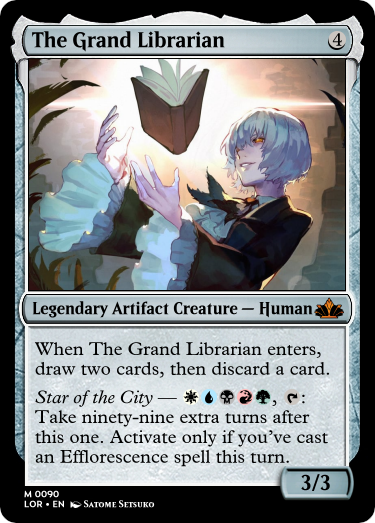 The Grand Librarian 4
Legendary Artifact Creature — Human
When The Grand Librarian enters,
draw two cards, then discard a card.
Star of the City — , :
Take ninety-nine extra turns after
this one. Activate only if you've cast
an Efflorescence spell this turn.
3/3
M 0090
LOR • EN Satome Setsuko